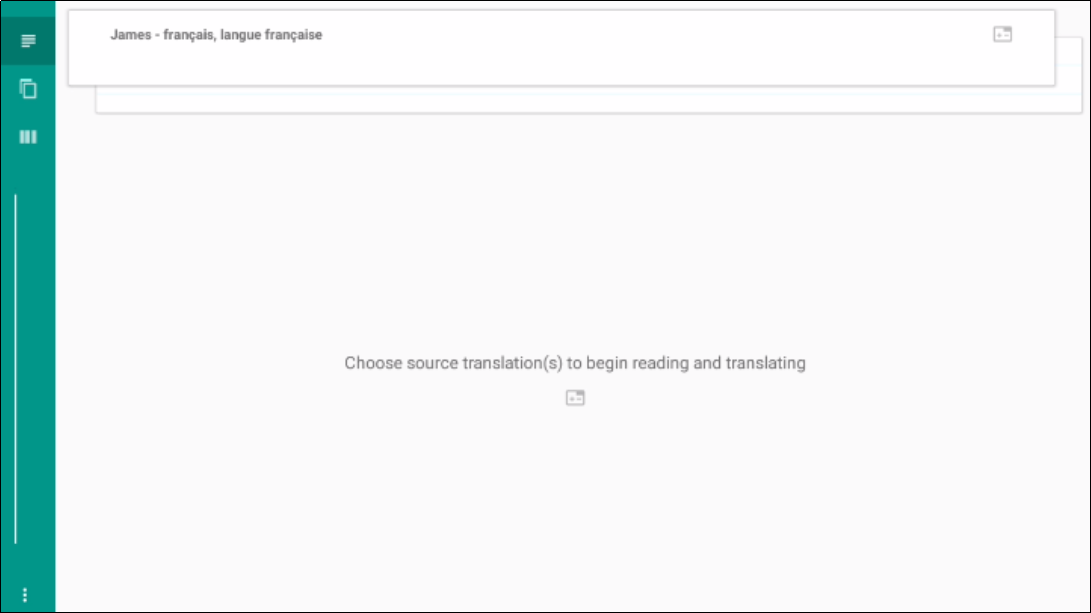 James - français, langue française
Choose source translation(s) to begin reading and translating